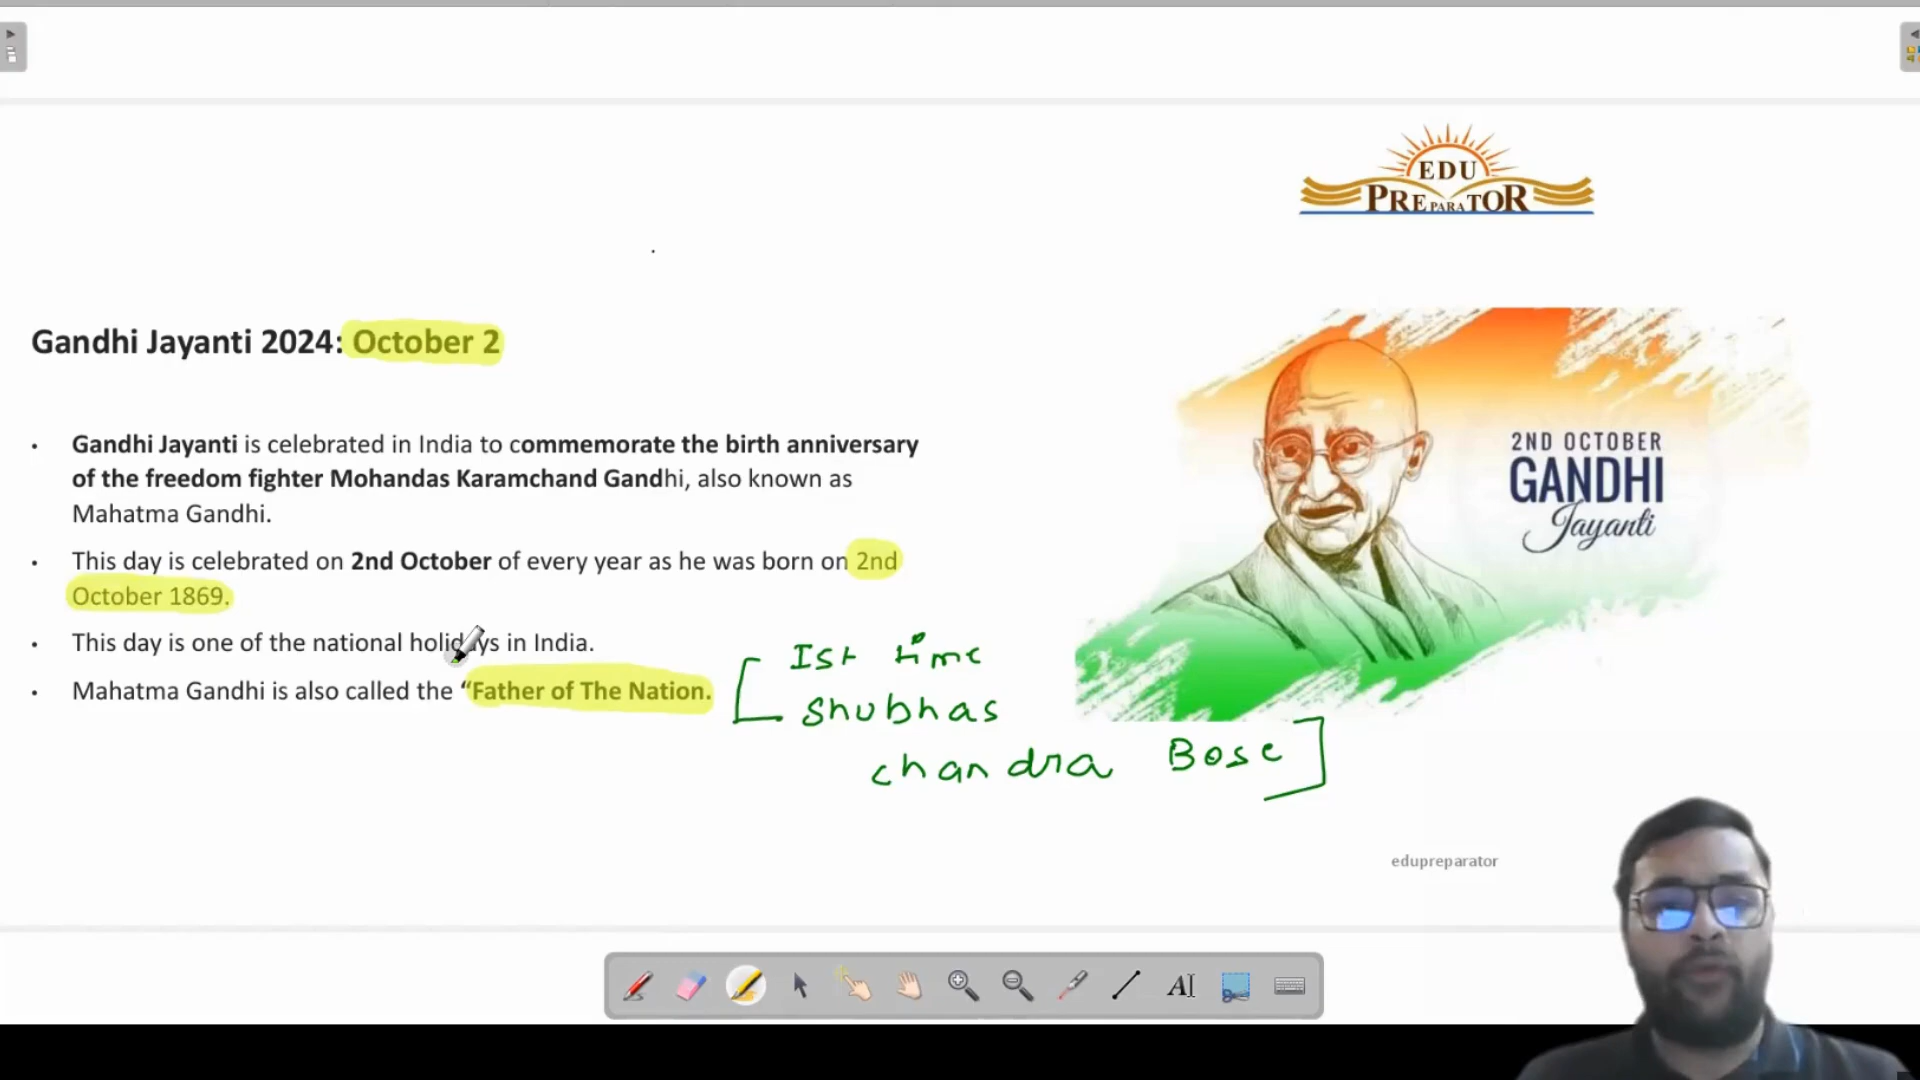 EDU
PREPARATOR
Gandhi Jayanti 2024: October 2
• Gandhi Jayanti is celebrated in India to commemorate the birth anniversary
of the freedom fighter Mohandas Karamchand Gandhi, also known as
Mahatma Gandhi.
• This day is celebrated on 2nd October of every year as he was born on 2nd
October 1869.
• This day is one of the national holidays in India.
• Mahatma Gandhi is also called the “Father of The Nation.
2ND OCTOBER
GANDHI
Jayanti
Ist time
Shubhas
chandra Bose
edupreparator
AI